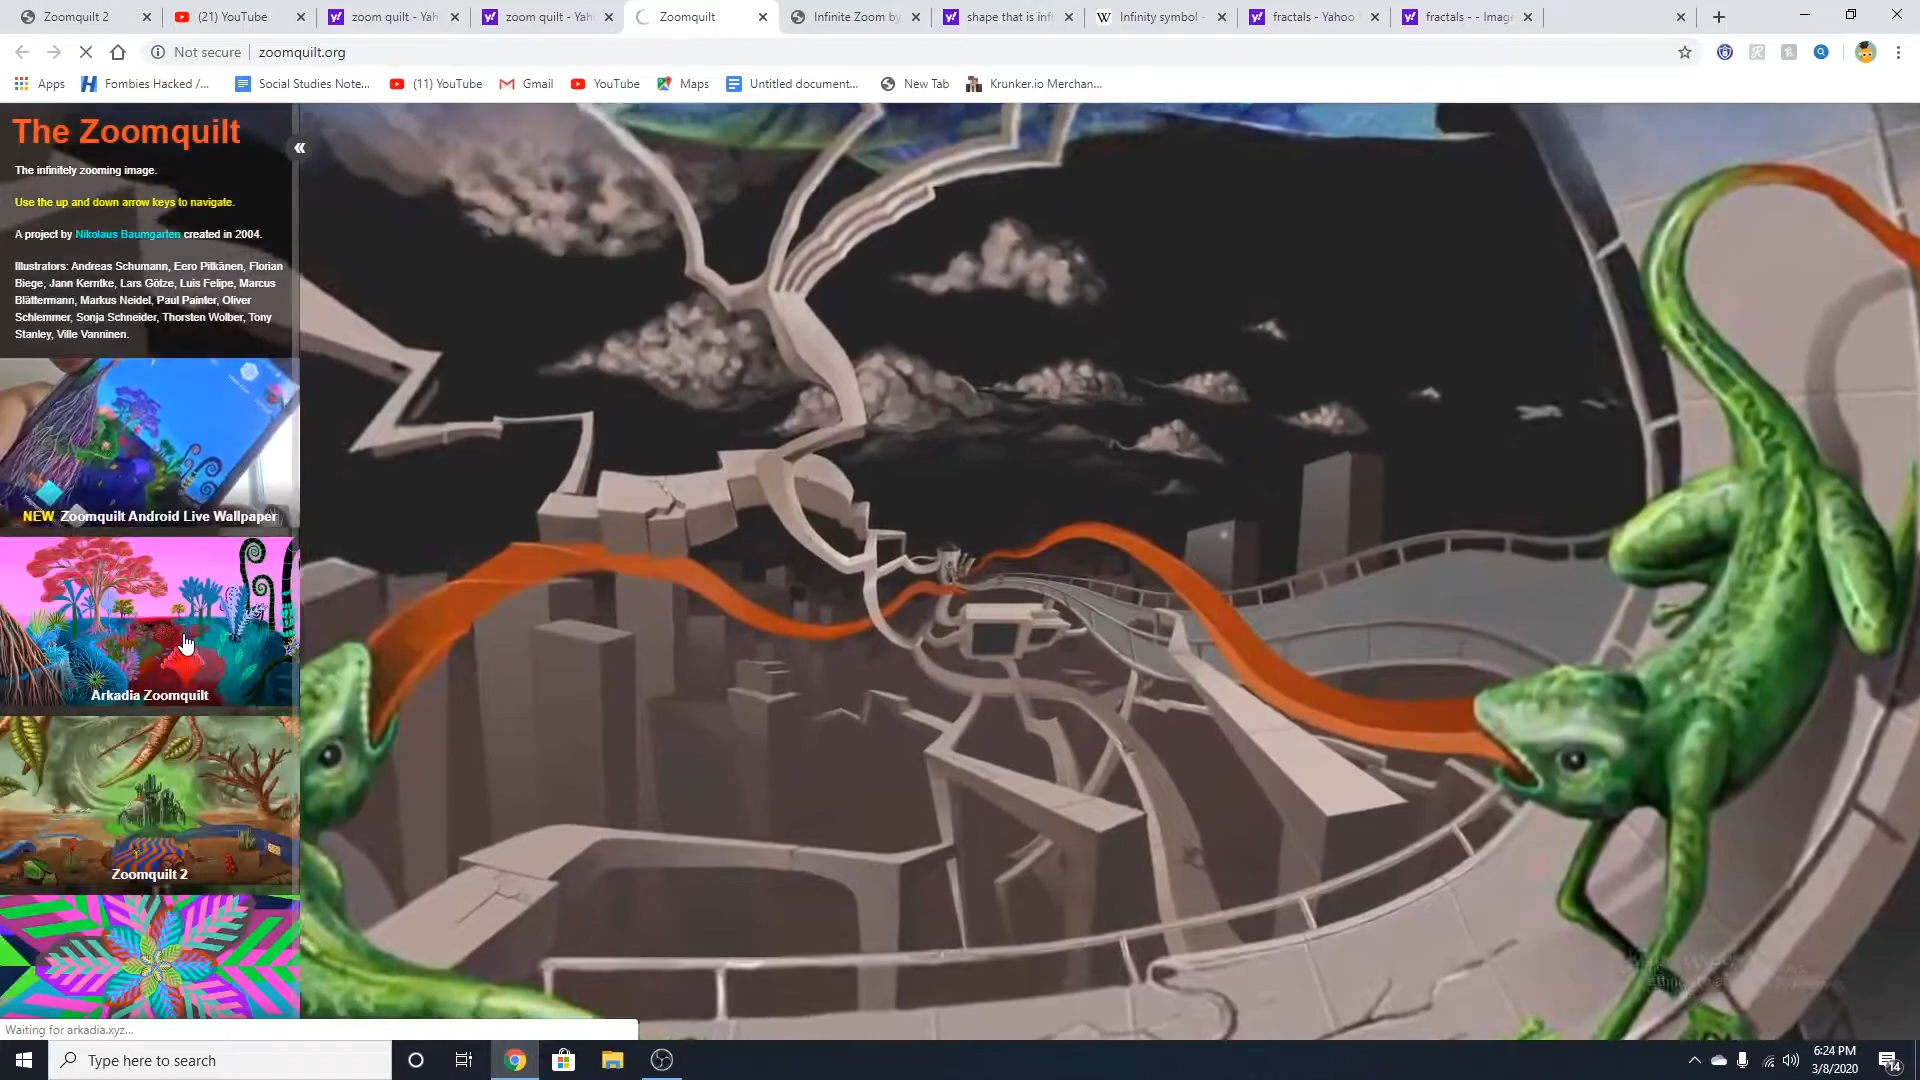 Zoomquilt 2
(21) YouTube
zoom quilt - Yah
zoom quilt - Yah
Zoomquilt
Infinite Zoom by
shape that is infi
Infinity symbol -
fractals - Yahoo
fractals - - Imag
Not secure
zoomquilt.org
Apps
Fombies Hacked /...
Social Studies Note...
(11) YouTube
Gmail
YouTube
Maps
Untitled document...
New Tab
Krunker.io Merchan...
The Zoomquilt
The infinitely zooming image.
Use the up and down arrow keys to navigate.
A project by Nikolaus Baumgarten created in 2004.
Illustrators: Andreas Schumann, Eero Pitkänen, Florian
Biege, Jann Kerntke, Lars Götze, Luis Felipe, Marcus
Blättermann, Markus Neidel, Paul Painter, Oliver
Schlemmer, Sonja Schneider, Thorsten Wolber, Tony
Stanley, Ville Vanninen.
NEW Zoomquilt Android Live Wallpaper
Arkadia Zoomquilt
Zoomquilt 2
Waiting for arkadia.xyz...
Type here to search
6:24 PM
3/8/2020
14